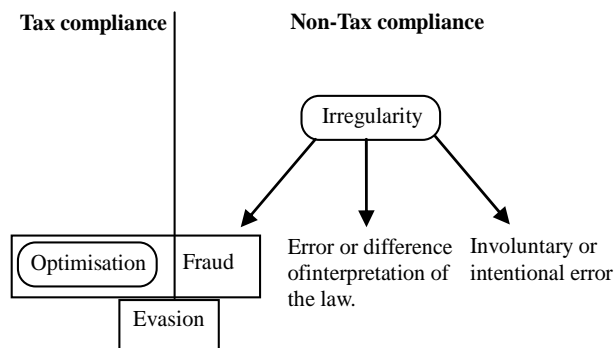 Tax compliance
Non-Tax compliance
Irregularity
Optimisation
Fraud
Evasion
Error or difference
ofinterpretation of
the law.
Involuntary or
intentional error